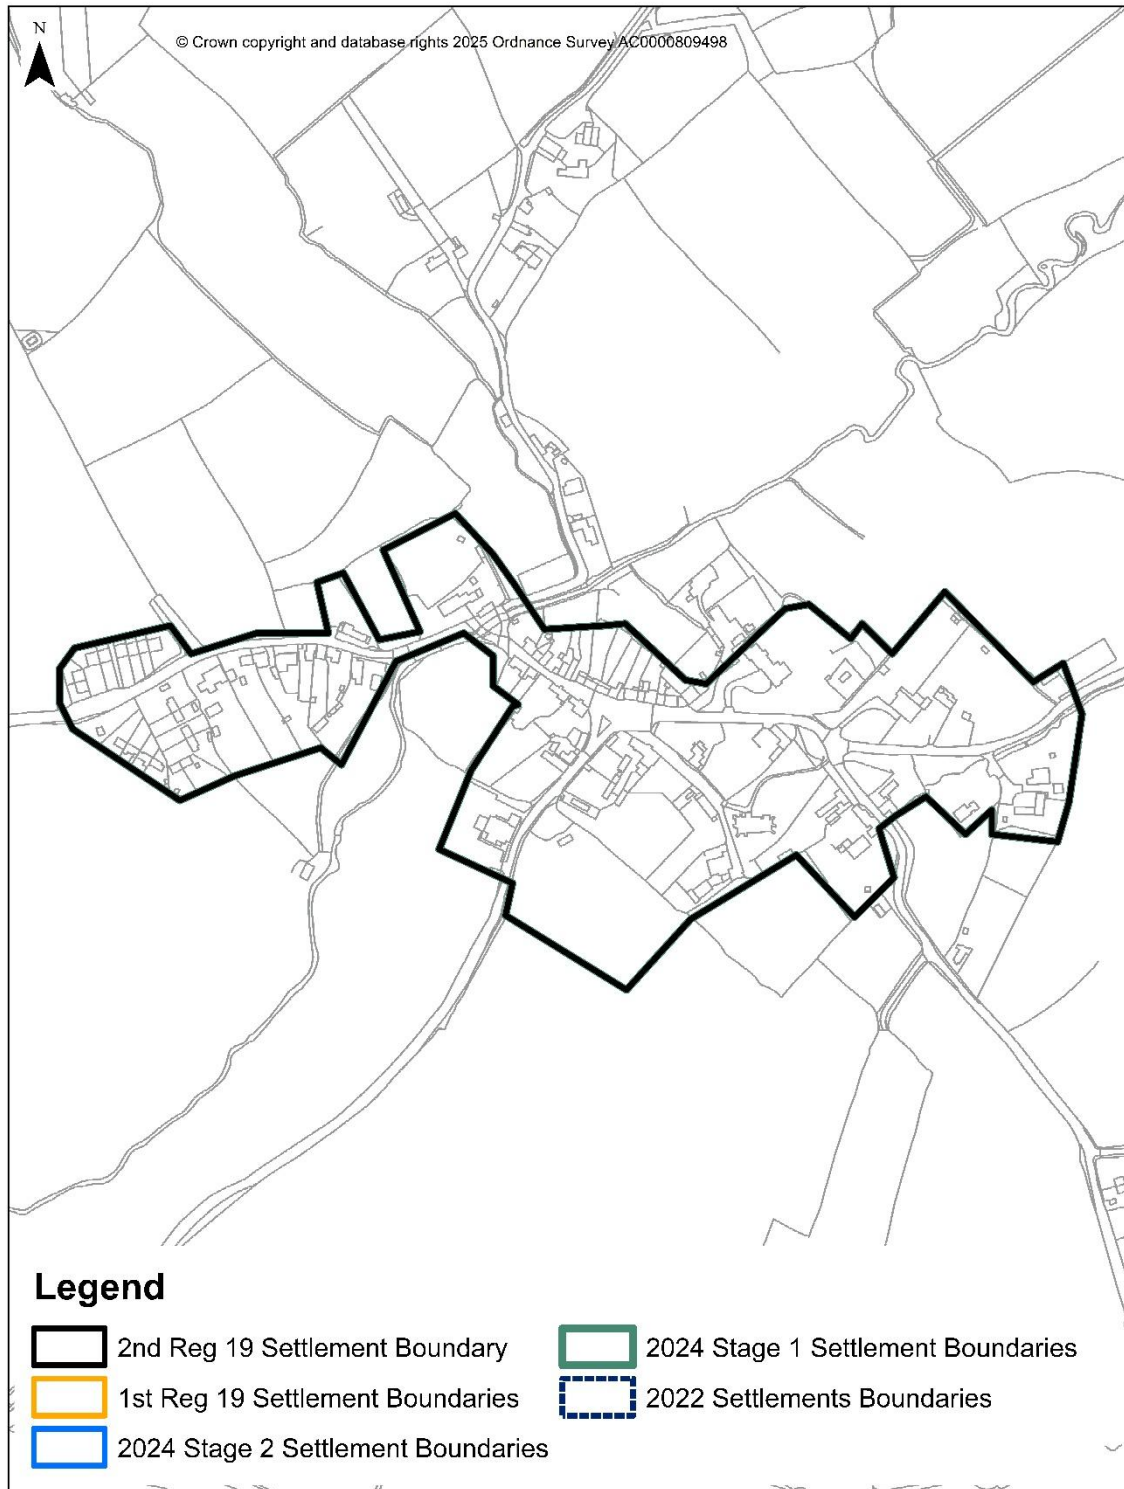 N
© Crown copyright and database rights 2025 Ordnance Survey AC0000809498
Legend
2nd Reg 19 Settlement Boundary
1st Reg 19 Settlement Boundaries
2024 Stage 2 Settlement Boundaries
2024 Stage 1 Settlement Boundaries
2022 Settlements Boundaries